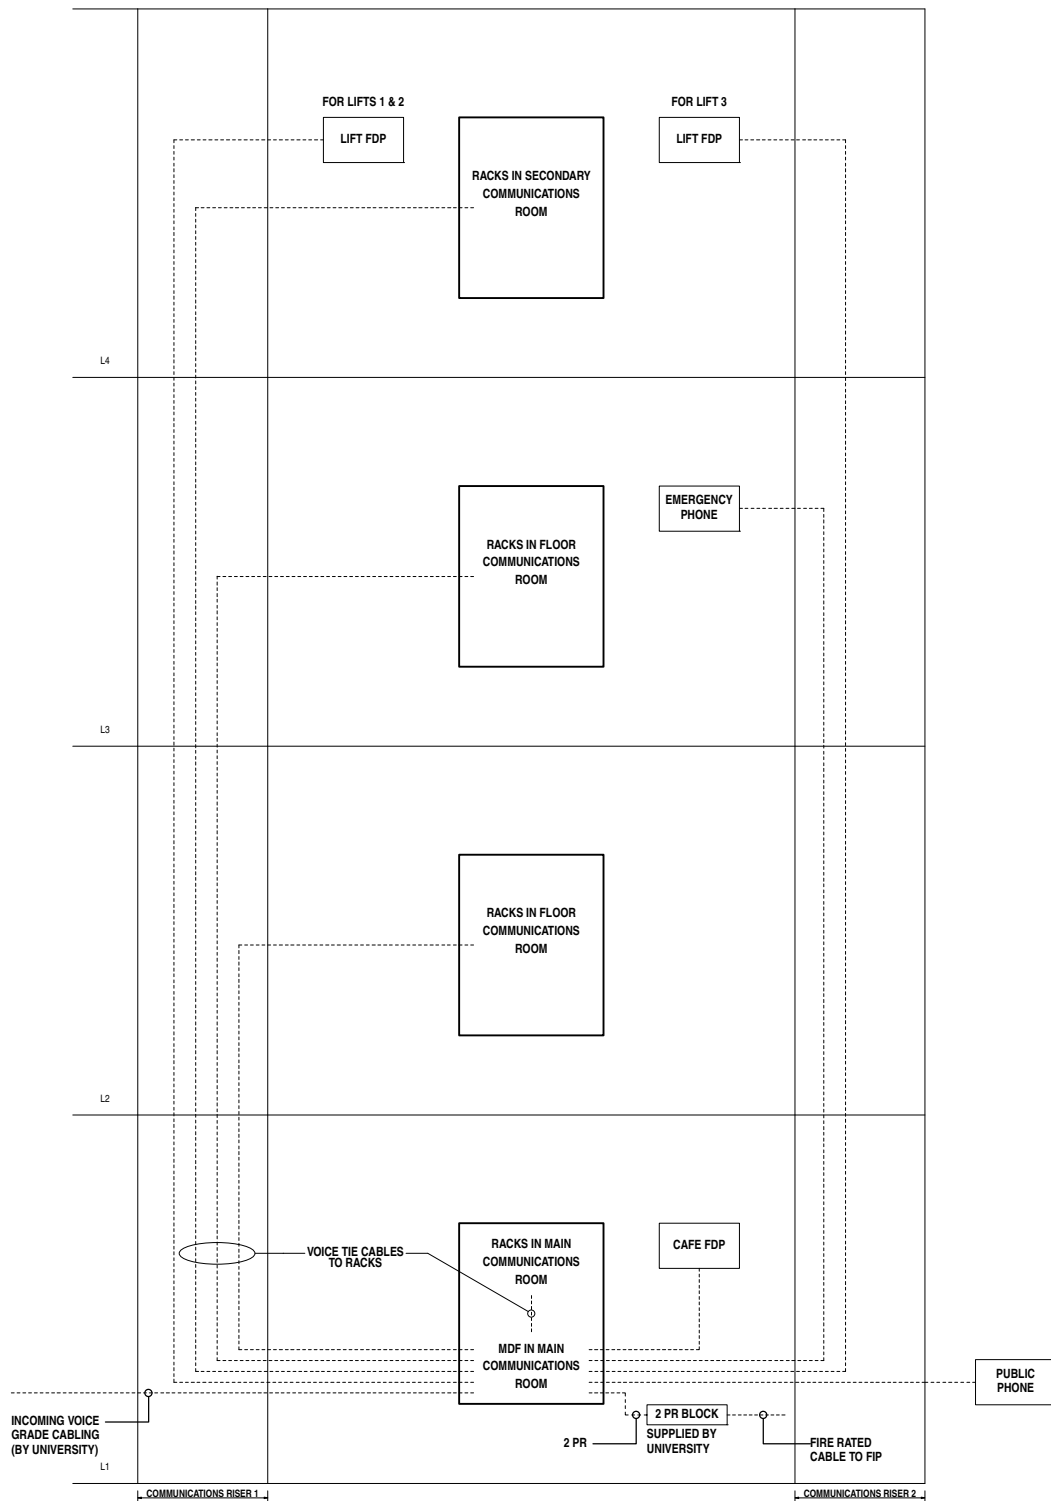 FOR LIFTS 1 & 2
FOR LIFT 3
LIFT FDP
LIFT FDP
RACKS IN SECONDARY
COMMUNICATIONS
ROOM
L4
EMERGENCY
PHONE
RACKS IN FLOOR
COMMUNICATIONS
ROOM
L3
RACKS IN FLOOR
COMMUNICATIONS
ROOM
L2
VOICE TIE CABLES
TO RACKS
RACKS IN MAIN
COMMUNICATIONS
ROOM
CAFE FDP
MDF IN MAIN
COMMUNICATIONS
ROOM
PUBLIC
PHONE
INCOMING VOICE
GRADE CABLING
(BY UNIVERSITY)
2 PR
2 PR BLOCK
SUPPLIED BY
UNIVERSITY
FIRE RATED
CABLE TO FIP
L1
COMMUNICATIONS RISER 1
COMMUNICATIONS RISER 2